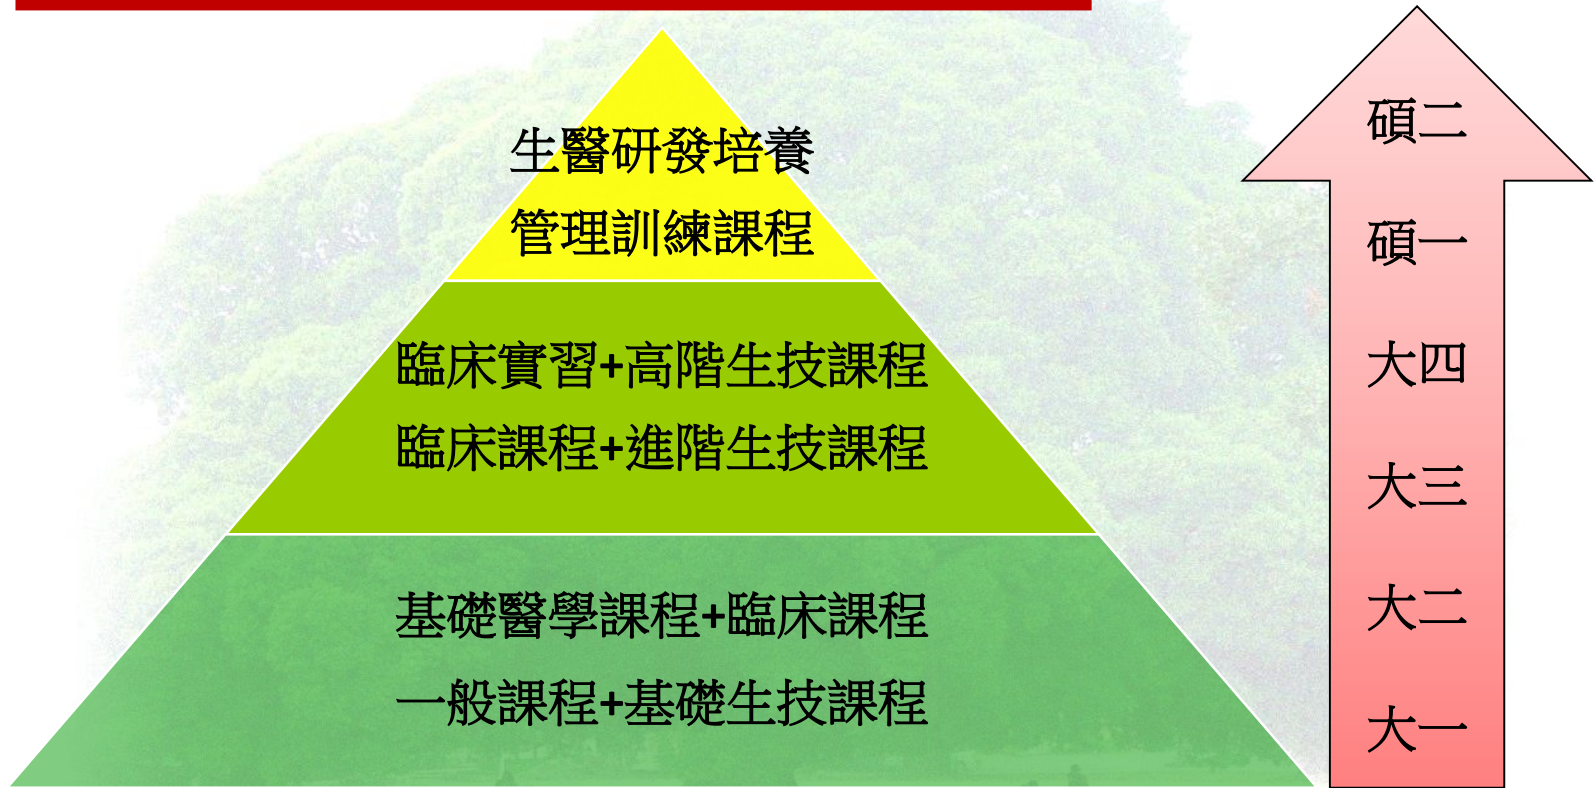 生醫研發培養
管理訓練課程
臨床實習+高階生技課程
臨床課程+進階生技課程
基礎醫學課程+臨床課程
一般課程+基礎生技課程
碩二
碩一
大四
大三
大二
大一